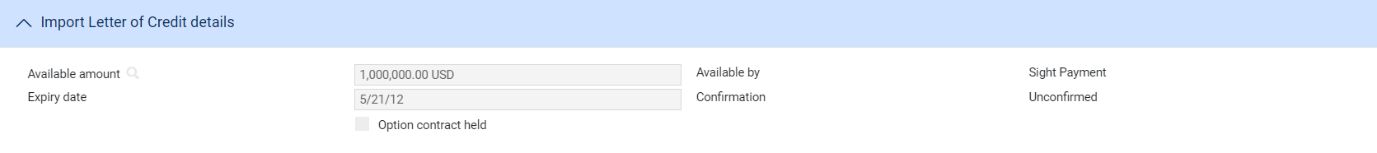 Import Letter of Credit details
Available amount 1,000,000.00 USD Available by Sight Payment
Expiry date 5/21/12 Confirmation Unconfirmed
Option contract held